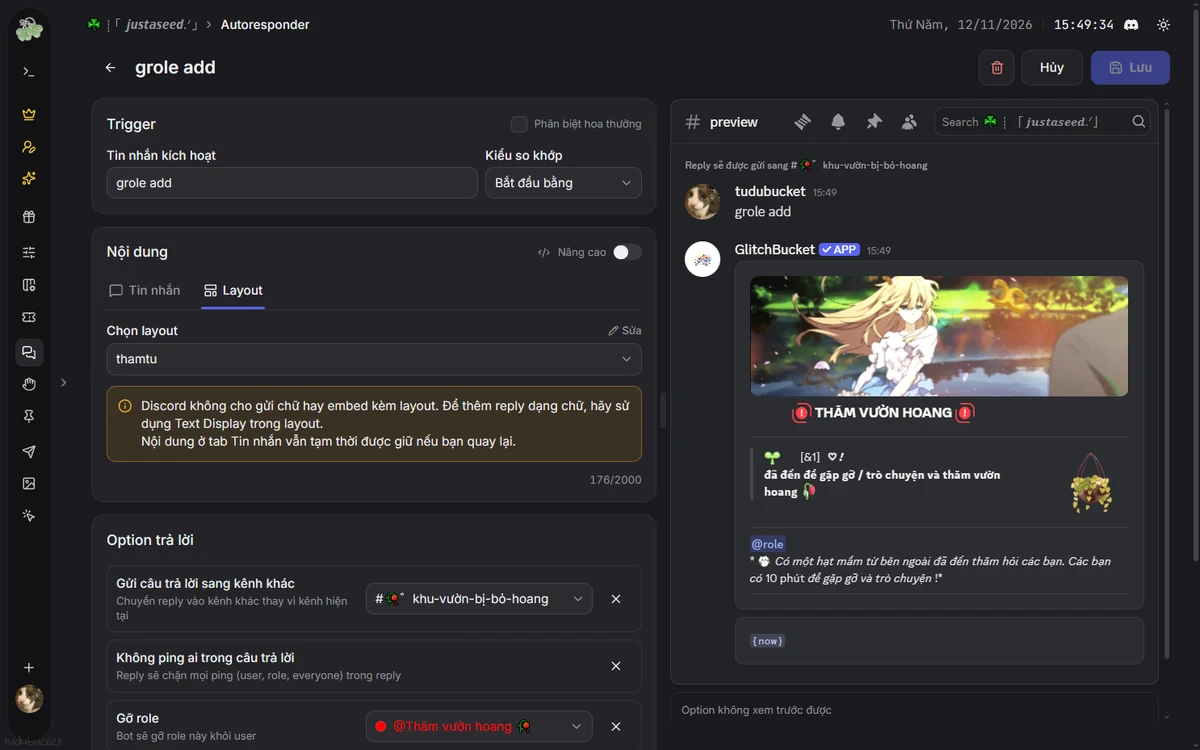 「 justaseed.ᐟ」 > Autoresponder
Thứ Năm, 12/11/2026
15:49:34
grole add
Hủy
Lưu
Trigger
Phân biệt hoa thường
Tin nhắn kích hoạt
Kiểu so khớp
grole add
Bắt đầu bằng
Nội dung
Nâng cao
Tin nhắn
Layout
Chọn layout
Sửa
thamtu
Discord không cho gửi chữ hay embed kèm layout. Để thêm reply dạng chữ, hãy sử
dụng Text Display trong layout.
Nội dung ở tab Tin nhắn vẫn tạm thời được giữ nếu bạn quay lại.
176/2000
Option trả lời
Gửi câu trả lời sang kênh khác
Chuyển reply vào kênh khác thay vì kênh hiện
tại
# khu-vườn-bị-bỏ-hoang
Không ping ai trong câu trả lời
Reply sẽ chặn mọi ping (user, role, everyone) trong reply
Gỡ role
Bot sẽ gỡ role này khỏi user
@Thăm vườn hoang
tudubucket
# preview
Search ☘ ┊「 justaseed.ᐟ」
Reply sẽ được gửi sang # khu-vườn-bị-bỏ-hoang
tudubucket 15:49
grole add
GlitchBucket ✓ APP 15:49
THĂM VƯỜN HOANG
[&1] ♡ !
đã đến để gặp gỡ / trò chuyện và thăm vườn
hoang
@role
* Có một hạt mầm từ bên ngoài đã đến thăm hỏi các bạn. Các bạn
có 10 phút để gặp gỡ và trò chuyện !*
{now}
Option không xem trước được